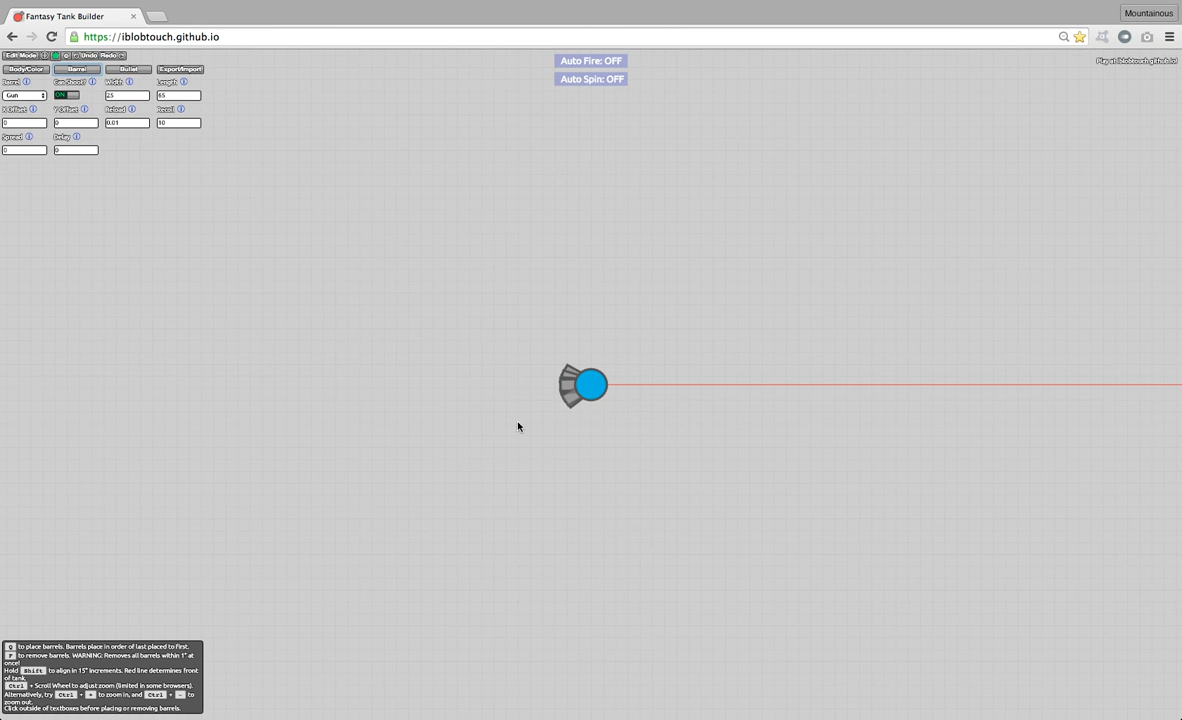 Fantasy Tank Builder
Mountainous
https://iblobtouch.github.io
Edit Mode Undo Redo
Auto Fire: OFF
Play at iblobtouch.github.io!
Body/Color Barrel Bullet Export/Import
Auto Spin: OFF
Barrel Can Shoot? Width Length
Gun ON 25 65
X Offset Y Offset Reload Recoil
0 0 0.01 10
Spread Delay
0 0
Q to place barrels. Barrels place in order of last placed to first.
F to remove barrels. WARNING: Removes all barrels within 1° at
once!
Hold Shift to align in 15° increments. Red line determines front
of tank.
Ctrl + Scroll Wheel to adjust zoom (limited in some browsers).
Alternatively, try Ctrl + + to zoom in, and Ctrl + - to
zoom out.
Click outside of textboxes before placing or removing barrels.